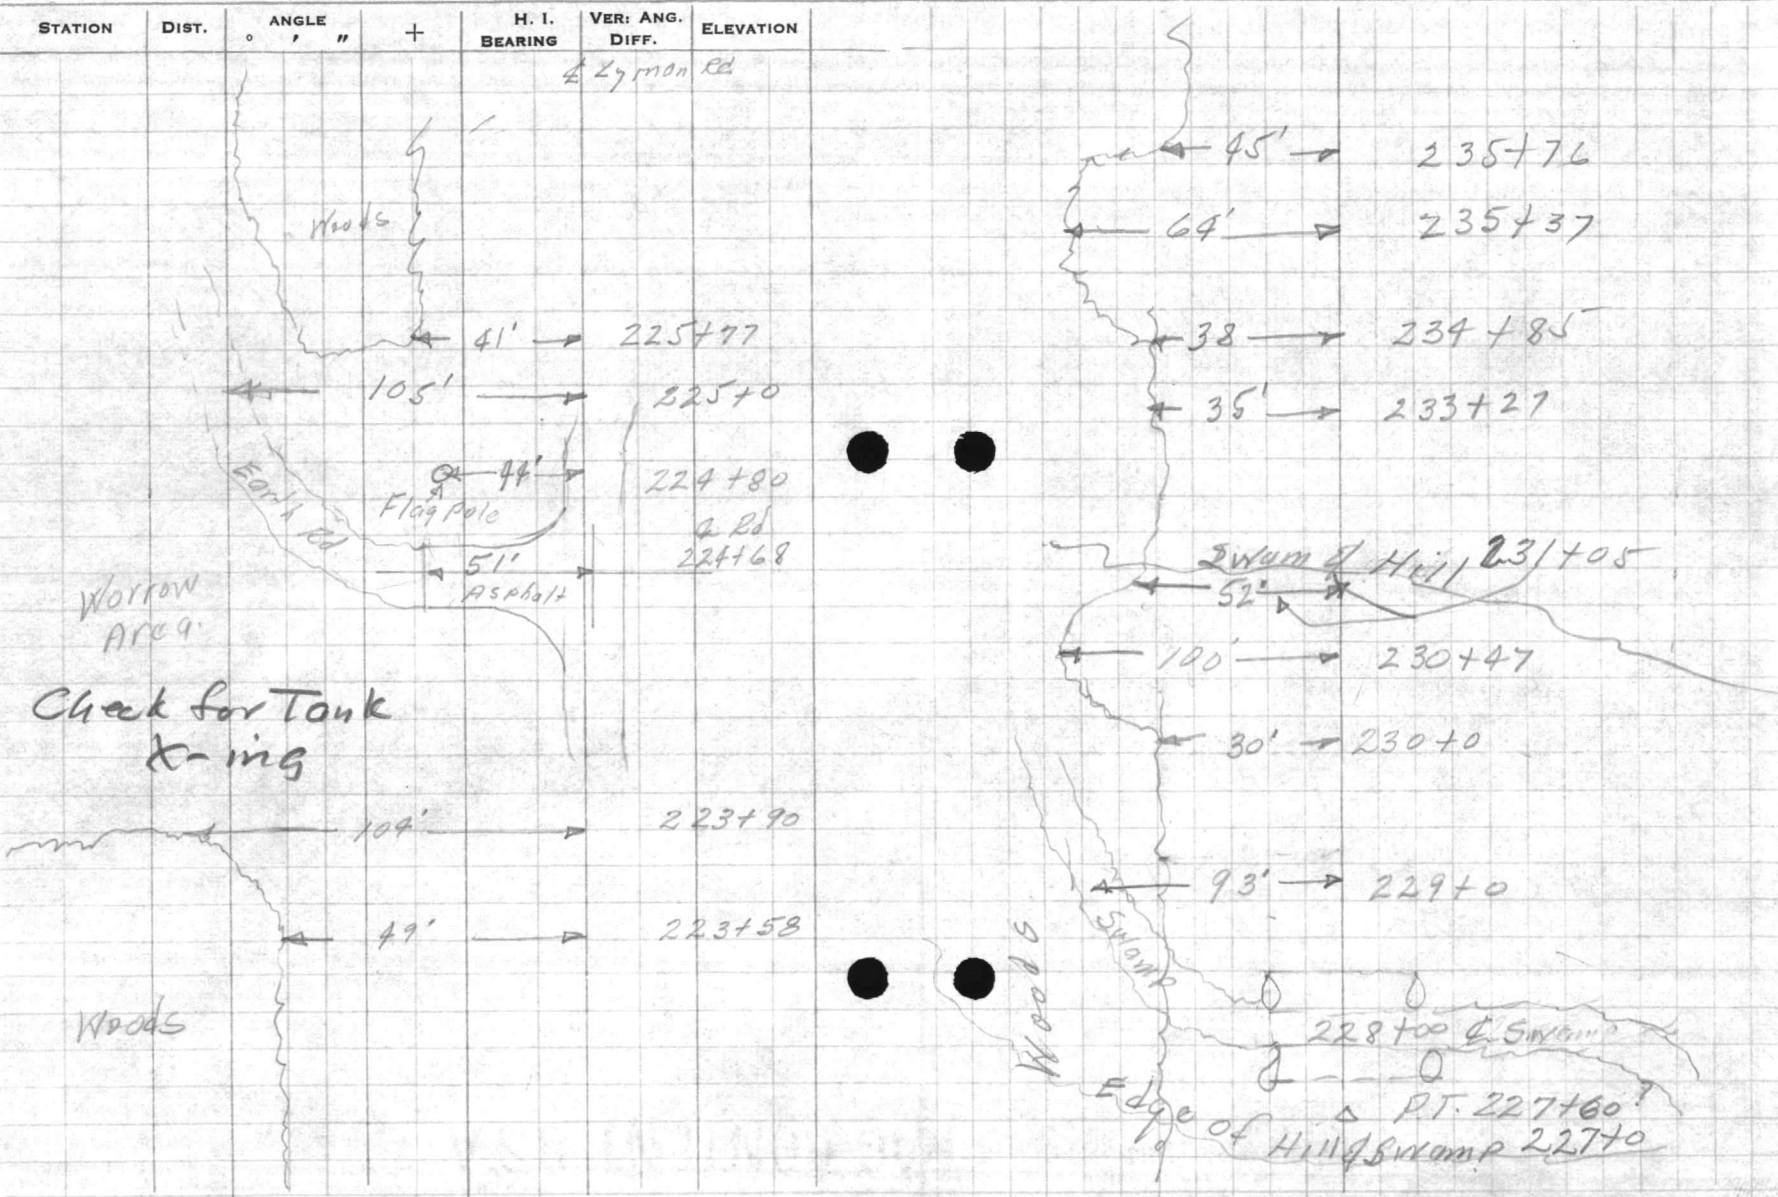 STATION DIST. ANGLE ° ' " + H. I. BEARING VER: ANG. DIFF. ELEVATION
℄ Lymon Rd
Woods
41' 225+77
105' 225+0
44' 224+80
Flag pole
Earth Rd
℄ Rd
51' 224+68
Asphalt
Worrow
Area.
Check for Tank
X-ing
104' 223+90
49' 223+58
Woods
45' 235+76
64' 235+37
38 234+85
35' 233+27
Swam & Hill 231+05
52'
100' 230+47
30' 230+0
93' 229+0
Swamp
Woods
228+00 ℄ Swamp
P.T. 227+60?
Edge of
Hill & Swamp 227+0